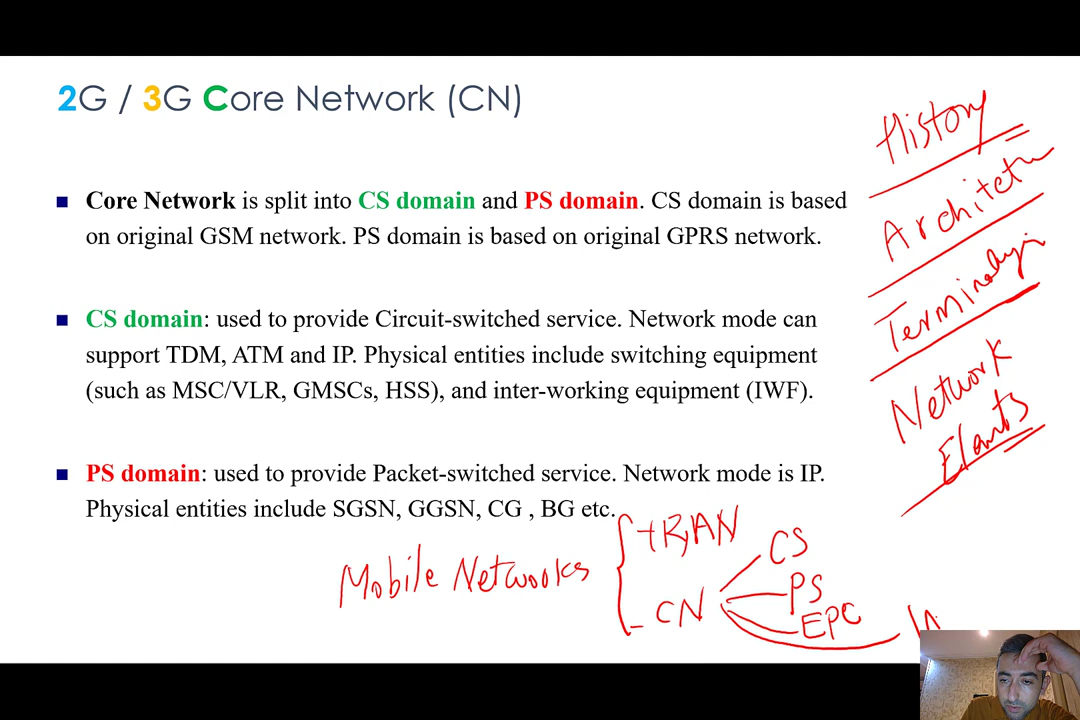 2G / 3G Core Network (CN)
■ Core Network is split into CS domain and PS domain. CS domain is based
on original GSM network. PS domain is based on original GPRS network.
■ CS domain: used to provide Circuit-switched service. Network mode can
support TDM, ATM and IP. Physical entities include switching equipment
(such as MSC/VLR, GMSCs, HSS), and inter-working equipment (IWF).
■ PS domain: used to provide Packet-switched service. Network mode is IP.
Physical entities include SGSN, GGSN, CG , BG etc.
History
Network
Mobile Networks
RAN
CN
CS
PS
EPC